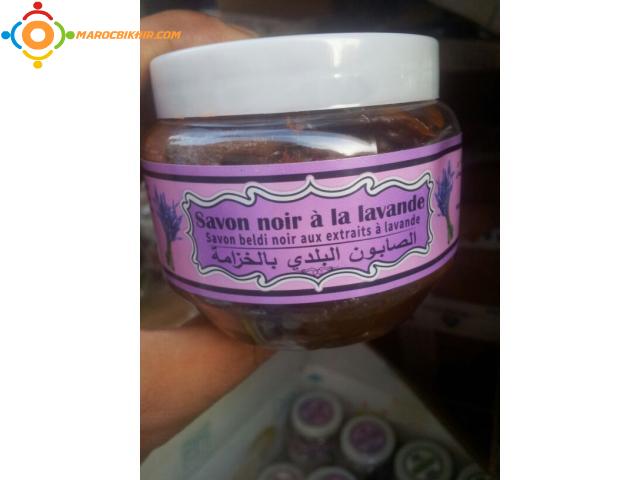 MAROCBIKHIR.COM
Savon noir à la lavande
Savon beldi noir aux extraits à lavande
الصابون البلدي بالخزامة